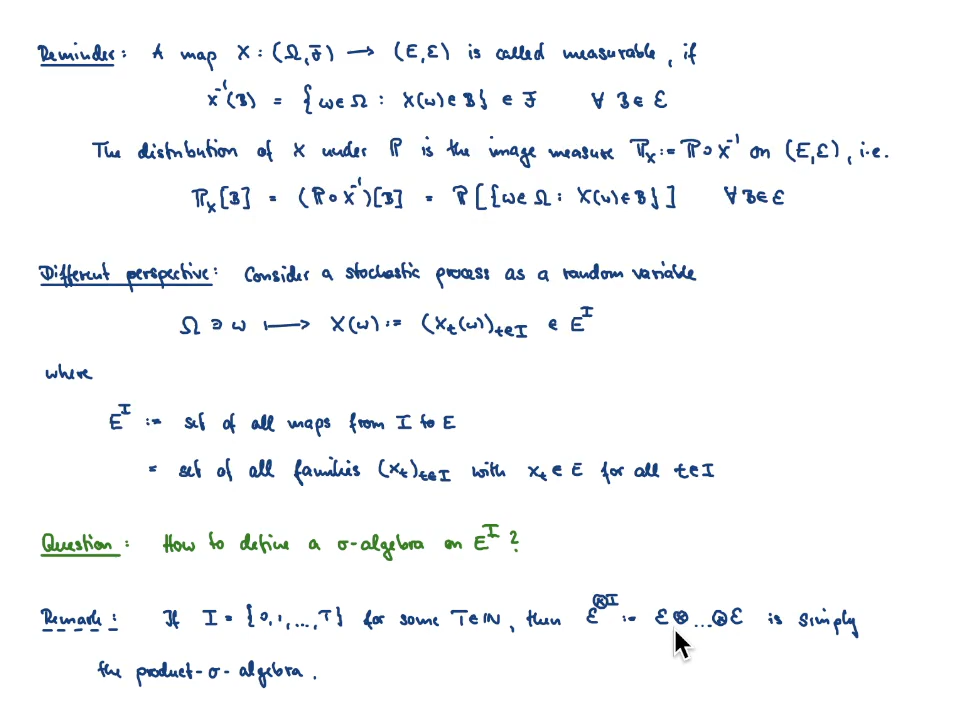 Reminder: A map X : (Ω, F) → (E, ℰ) is called measurable, if
X⁻¹(B) = {ω ∈ Ω : X(ω) ∈ B} ∈ F ∀ B ∈ ℰ
The distribution of X under ℙ is the image measure ℙ_X := ℙ ∘ X⁻¹ on (E, ℰ), i.e.
ℙ_X[B] = (ℙ ∘ X⁻¹)[B] = ℙ[{ω ∈ Ω : X(ω) ∈ B}] ∀ B ∈ ℰ
Different perspective: Consider a stochastic process as a random variable
Ω ∋ ω ⟼ X(ω) := (X_t(ω))_{t∈I} ∈ E^I
where
E^I := set of all maps from I to E
= set of all families (x_t)_{t∈I} with x_t ∈ E for all t ∈ I
Question: How to define a σ-algebra on E^I ?
Remark: If I = {0,1,...,T} for some T ∈ ℕ, then ℰ^{⊗I} := ℰ ⊗ ... ⊗ ℰ is simply
the product-σ-algebra.